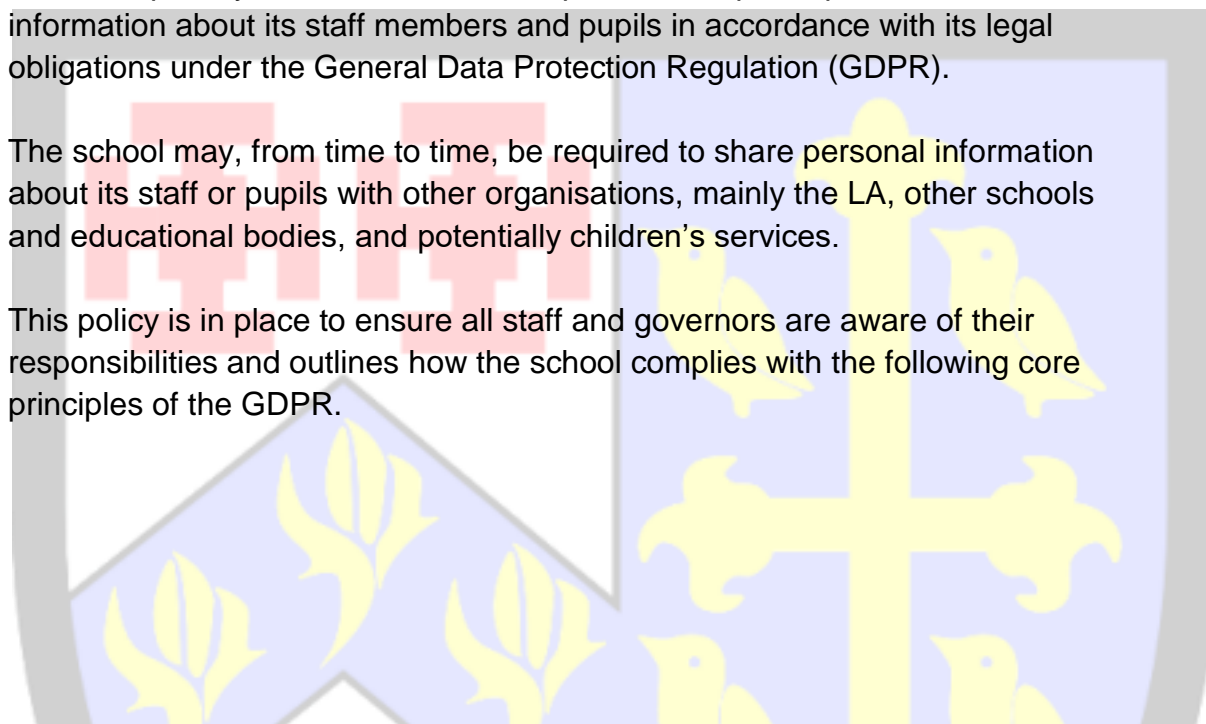 information about its staff members and pupils in accordance with its legal
obligations under the General Data Protection Regulation (GDPR).
The school may, from time to time, be required to share personal information
about its staff or pupils with other organisations, mainly the LA, other schools
and educational bodies, and potentially children's services.
This policy is in place to ensure all staff and governors are aware of their
responsibilities and outlines how the school complies with the following core
principles of the GDPR.